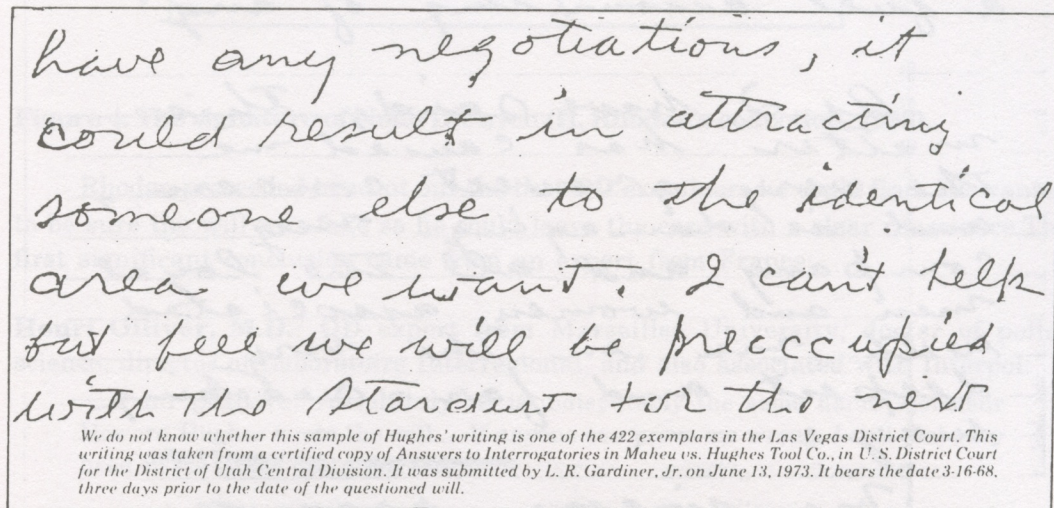 have any negotiations, it
could result in attracting
someone else to the identical
area we want. I can't help
but feel we will be preoccupied
with the Stardust for the next
We do not know whether this sample of Hughes' writing is one of the 422 exemplars in the Las Vegas District Court. This
writing was taken from a certified copy of Answers to Interrogatories in Maheu vs. Hughes Tool Co., in U. S. District Court
for the District of Utah Central Division. It was submitted by L. R. Gardiner, Jr. on June 13, 1973. It bears the date 3-16-68,
three days prior to the date of the questioned will.